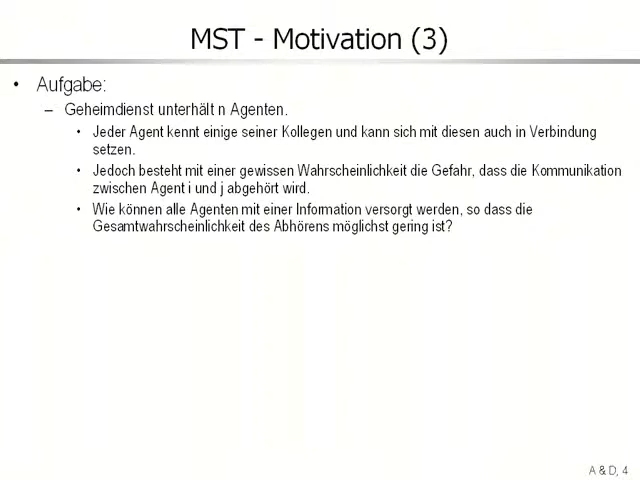 MST - Motivation (3)
• Aufgabe:
– Geheimdienst unterhält n Agenten.
• Jeder Agent kennt einige seiner Kollegen und kann sich mit diesen auch in Verbindung
setzen.
• Jedoch besteht mit einer gewissen Wahrscheinlichkeit die Gefahr, dass die Kommunikation
zwischen Agent i und j abgehört wird.
• Wie können alle Agenten mit einer Information versorgt werden, so dass die
Gesamtwahrscheinlichkeit des Abhörens möglichst gering ist?
A & D, 4